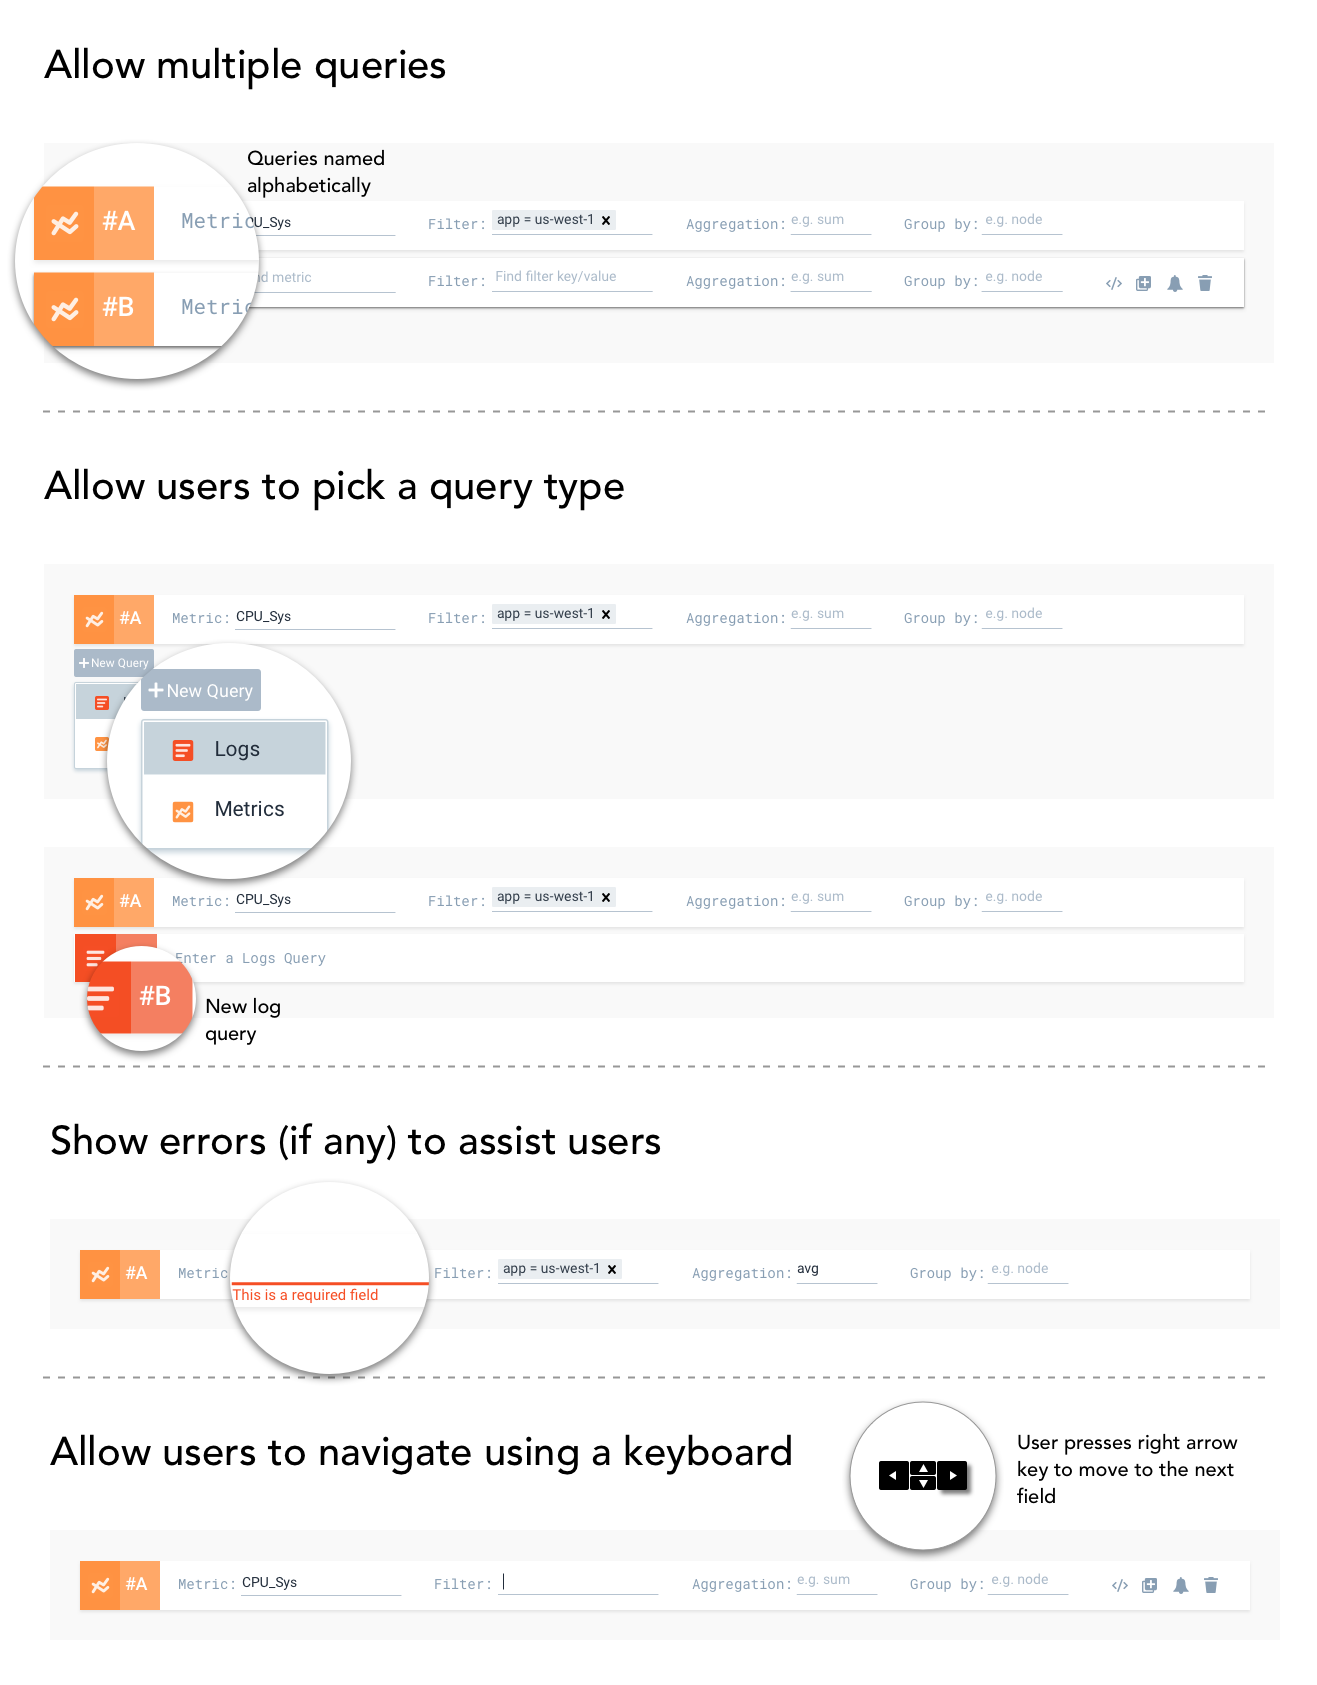 Allow multiple queries
Queries named
alphabetically
#A Metric U_Sys Filter: app = us-west-1 x Aggregation: e.g. sum Group by: e.g. node
#B Metric d metric Filter: Find filter key/value Aggregation: e.g. sum Group by: e.g. node </>
Allow users to pick a query type
#A Metric: CPU_Sys Filter: app = us-west-1 x Aggregation: e.g. sum Group by: e.g. node
+New Query
+New Query
Logs
Metrics
#A Metric: CPU_Sys Filter: app = us-west-1 x Aggregation: e.g. sum Group by: e.g. node
Enter a Logs Query
#B
New log
query
Show errors (if any) to assist users
#A Metric Filter: app = us-west-1 x Aggregation: avg Group by: e.g. node
This is a required field
Allow users to navigate using a keyboard
User presses right arrow
key to move to the next
field
#A Metric: CPU_Sys Filter: Aggregation: e.g. sum Group by: e.g. node </>